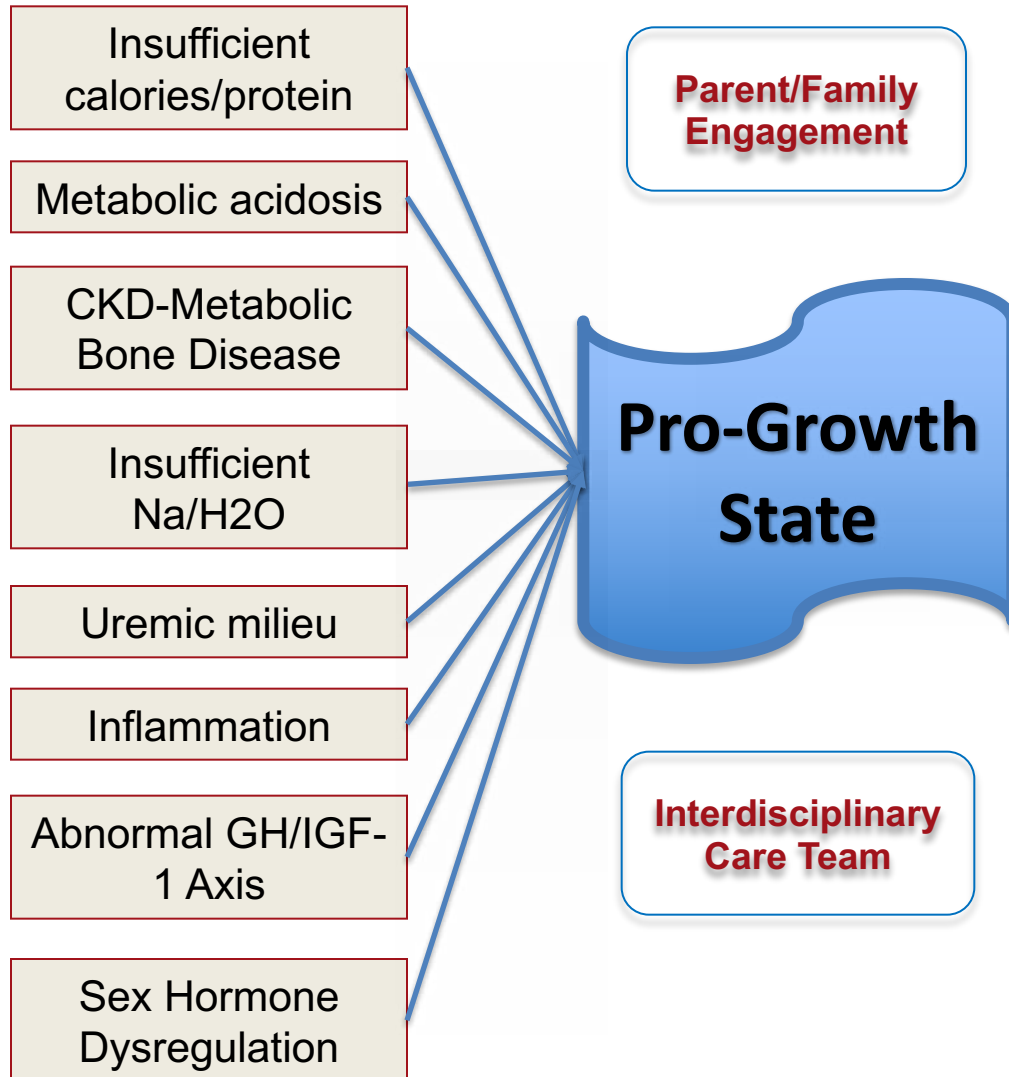 Insufficient
calories/protein
Metabolic acidosis
CKD-Metabolic
Bone Disease
Insufficient
Na/H2O
Uremic milieu
Inflammation
Abnormal GH/IGF-
1 Axis
Sex Hormone
Dysregulation
Parent/Family
Engagement
Pro-Growth
State
Interdisciplinary
Care Team